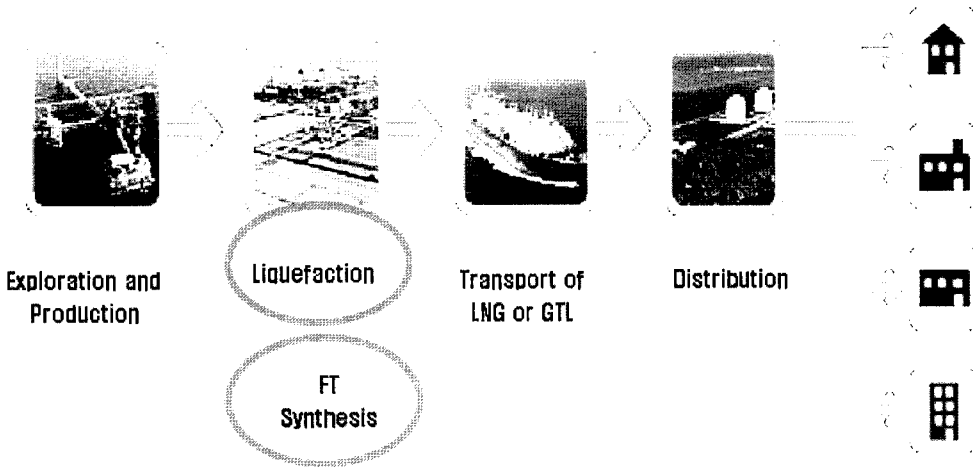 Exploration and
Production
Liquefaction
FT
Synthesis
Transport of
LNG or GTL
Distribution